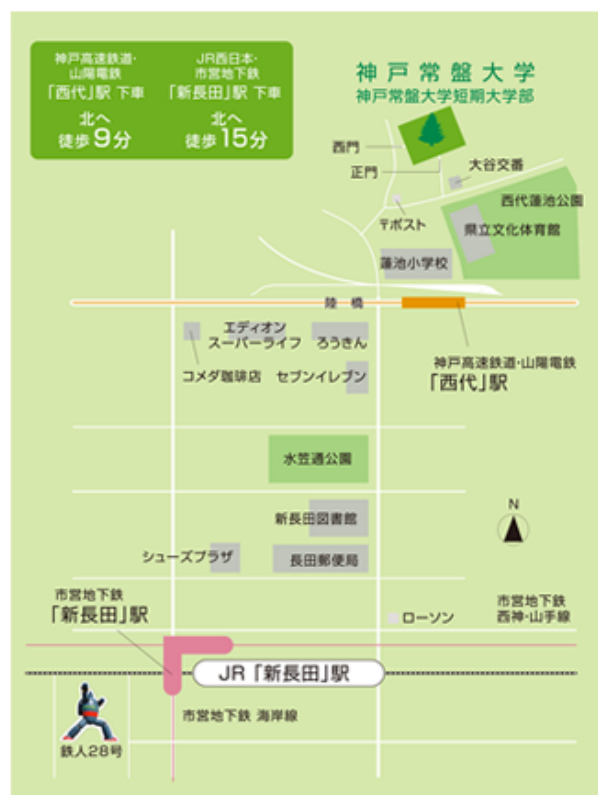 神戸高速鉄道・
山陽電鉄
「西代」駅 下車
北へ
徒歩9分
JR西日本・
市営地下鉄
「新長田」駅 下車
北へ
徒歩15分
神戸常盤大学
神戸常盤大学短期大学部
西門
正門
大谷交番
〒ポスト
西代蓮池公園
県立文化体育館
蓮池小学校
陸橋
エディオン
スーパーライフ
ろうきん
コメダ珈琲店
セブンイレブン
神戸高速鉄道・山陽電鉄
「西代」駅
水笠通公園
新長田図書館
N
シューズプラザ
長田郵便局
市営地下鉄
「新長田」駅
ローソン
市営地下鉄
西神・山手線
JR「新長田」駅
市営地下鉄 海岸線
鉄人28号